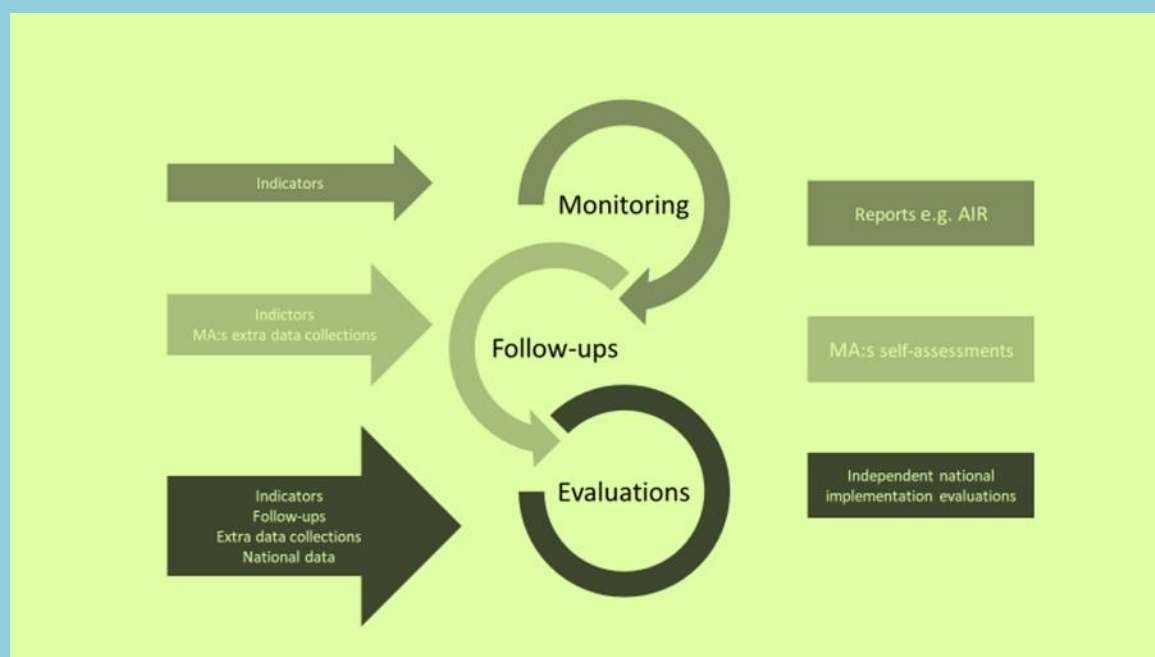 Indicators
Monitoring
Reports e.g. AIR
Indictors
MA:s extra data collections
Follow-ups
MA:s self-assessments
Indicators
Follow-ups
Extra data collections
National data
Evaluations
Independent national
implementation evaluations